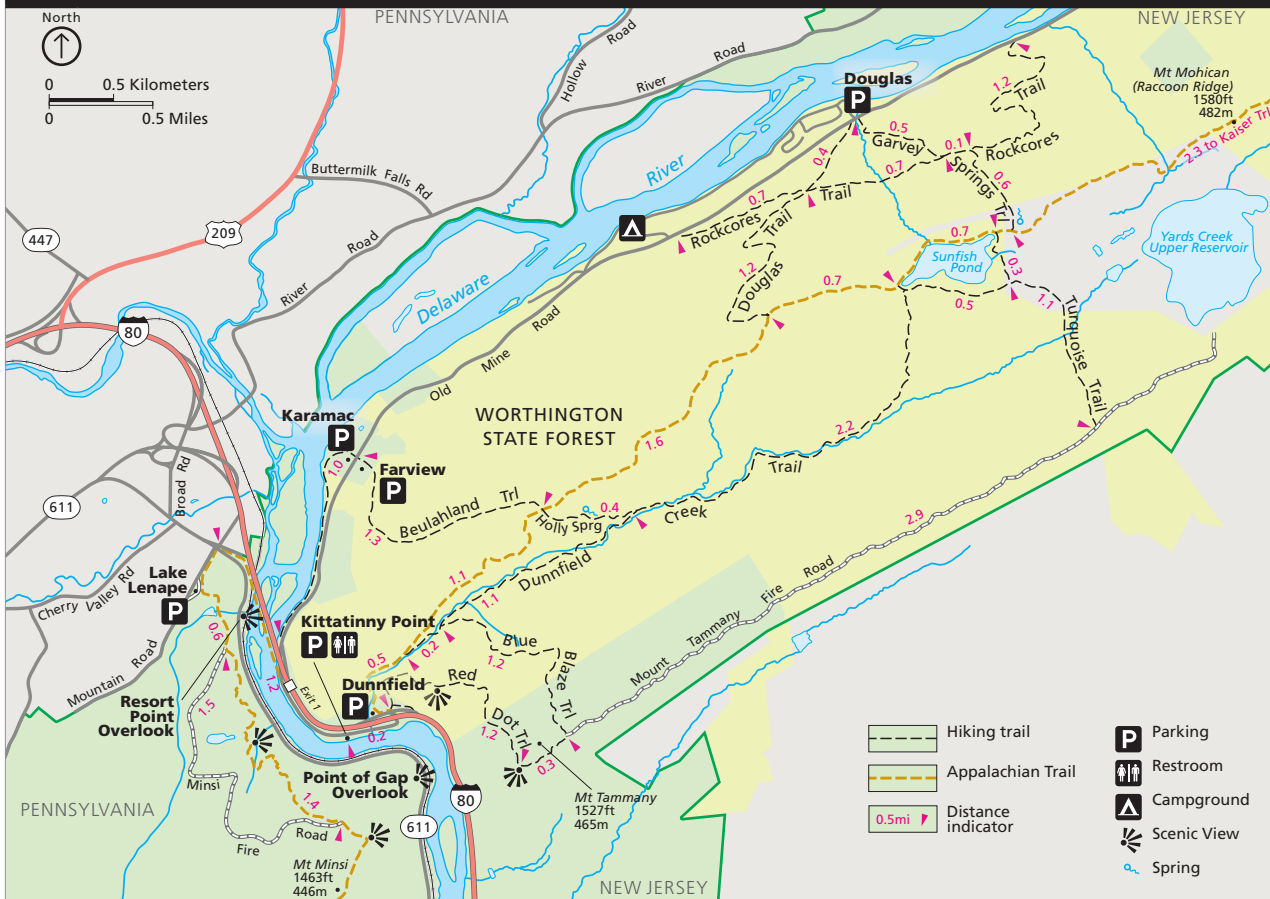 PENNSYLVANIA
NEW JERSEY
North
0 0.5 Kilometers
0 0.5 Miles
Hollow
Road
River
Road
Douglas
P
Mt Mohican
(Raccoon Ridge)
1580ft
482m
2.3 to Kaiser Trl
1.2
Trail
0.5
Garvey
Springs
Trl
0.1
Rockcores
0.4
0.7
Trail
0.6
Buttermilk Falls Rd
River
209
447
Road
River
0.7
Rockcores
Trail
1.2
Douglas
0.7
0.7
Sunfish
Pond
0.3
0.5
1.1
Turquoise
Trail
Yards Creek
Upper Reservoir
Delaware
80
Old
Mine
Road
WORTHINGTON
STATE FOREST
Karamac
P
1.0
Farview
P
Broad Rd
611
1.6
2.2
Trail
Creek
Beulahland
Trl
1.3
0.4
Holly Sprg
Dunnfield
1.1
1.1
2.9
Mount
Tammany
Fire
Road
Cherry
Valley Rd
Lake
Lenape
P
0.6
Mountain
Road
Kittatinny Point
P
0.2
0.5
Blue
1.2
Blaze Trl
Red
Dot Trl
1.2
Dunnfield
P
1.2
Exit 1
0.2
Resort
Point
Overlook
1.5
Minsi
Fire
Road
1.4
Point of Gap
Overlook
0.3
Mt Tammany
1527ft
465m
80
611
PENNSYLVANIA
Mt Minsi
1463ft
446m
NEW JERSEY
Hiking trail
Appalachian Trail
0.5mi
Distance
indicator
P
Parking
Restroom
Campground
Scenic View
Spring